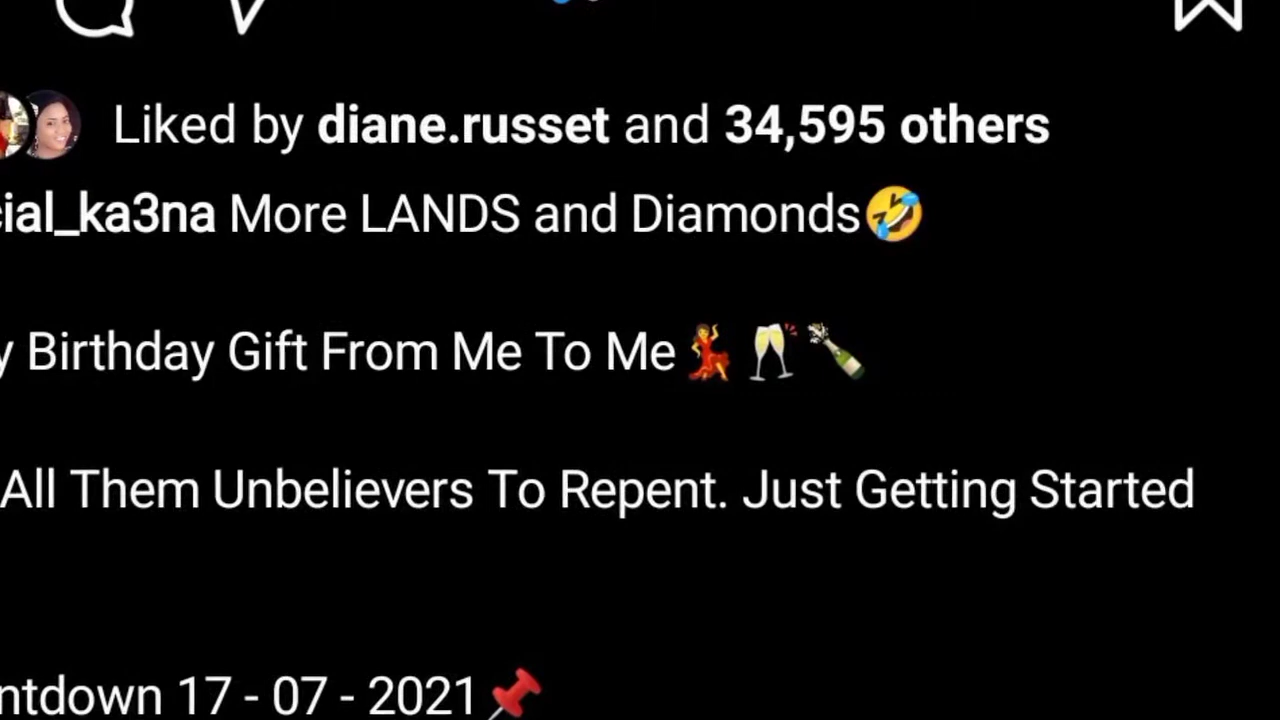 Liked by diane.russet and 34,595 others
cial_ka3na More LANDS and Diamonds🤣
y Birthday Gift From Me To Me💃🥂🍾
All Them Unbelievers To Repent. Just Getting Started
ntdown 17 - 07 - 2021📌